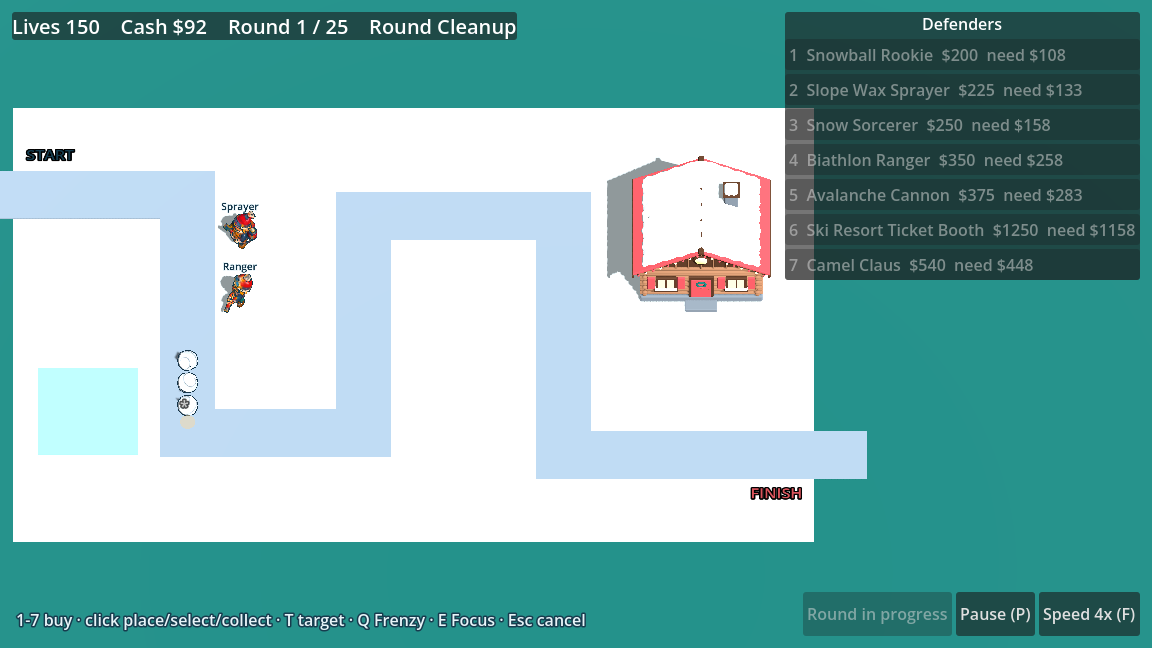 Lives 150 Cash $92 Round 1 / 25 Round Cleanup
Defenders
1 Snowball Rookie $200 need $108
2 Slope Wax Sprayer $225 need $133
3 Snow Sorcerer $250 need $158
4 Biathlon Ranger $350 need $258
5 Avalanche Cannon $375 need $283
6 Ski Resort Ticket Booth $1250 need $1158
7 Camel Claus $540 need $448
START
Sprayer
Ranger
FINISH
1-7 buy · click place/select/collect · T target · Q Frenzy · E Focus · Esc cancel
Round in progress
Pause (P)
Speed 4x (F)